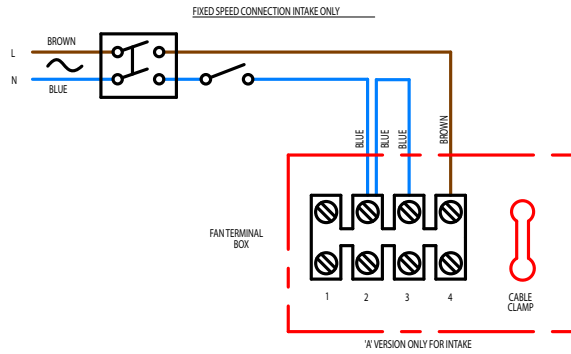 FIXED SPEED CONNECTION INTAKE ONLY
L
BROWN
N
BLUE
BLUE
BLUE
BLUE
BROWN
FAN TERMINAL
BOX
1
2
3
4
CABLE
CLAMP
'A' VERSION ONLY FOR INTAKE